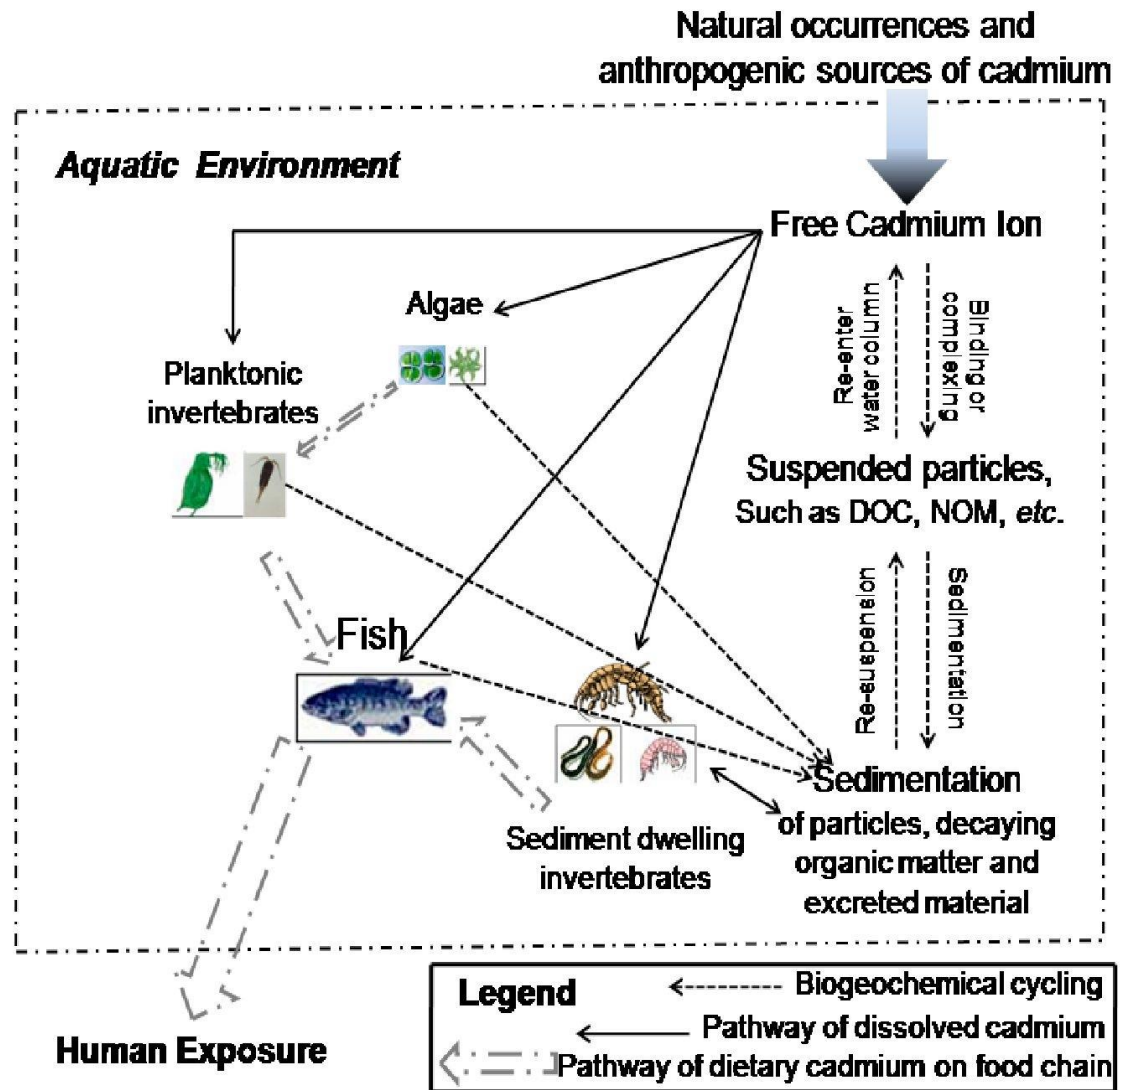 Natural occurrences and
anthropogenic sources of cadmium
Aquatic Environment
Free Cadmium Ion
Algae
Re-enter
water column
Binding or
complexing
Planktonic
invertebrates
Suspended particles,
Such as DOC, NOM, etc.
Re-suspension
Sedimentation
Fish
Sedimentation
of particles, decaying
organic matter and
excreted material
Sediment dwelling
invertebrates
Human Exposure
Legend
Biogeochemical cycling
Pathway of dissolved cadmium
Pathway of dietary cadmium on food chain